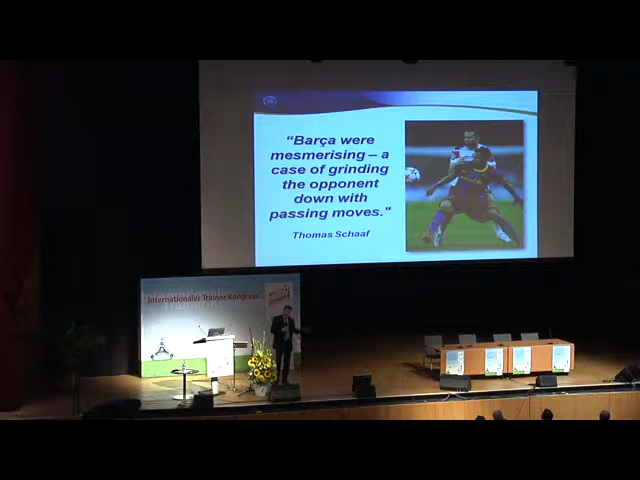 “Barça were
mesmerising – a
case of grinding
the opponent
down with
passing moves."
Thomas Schaaf
Internationaler Trainer-Kongress